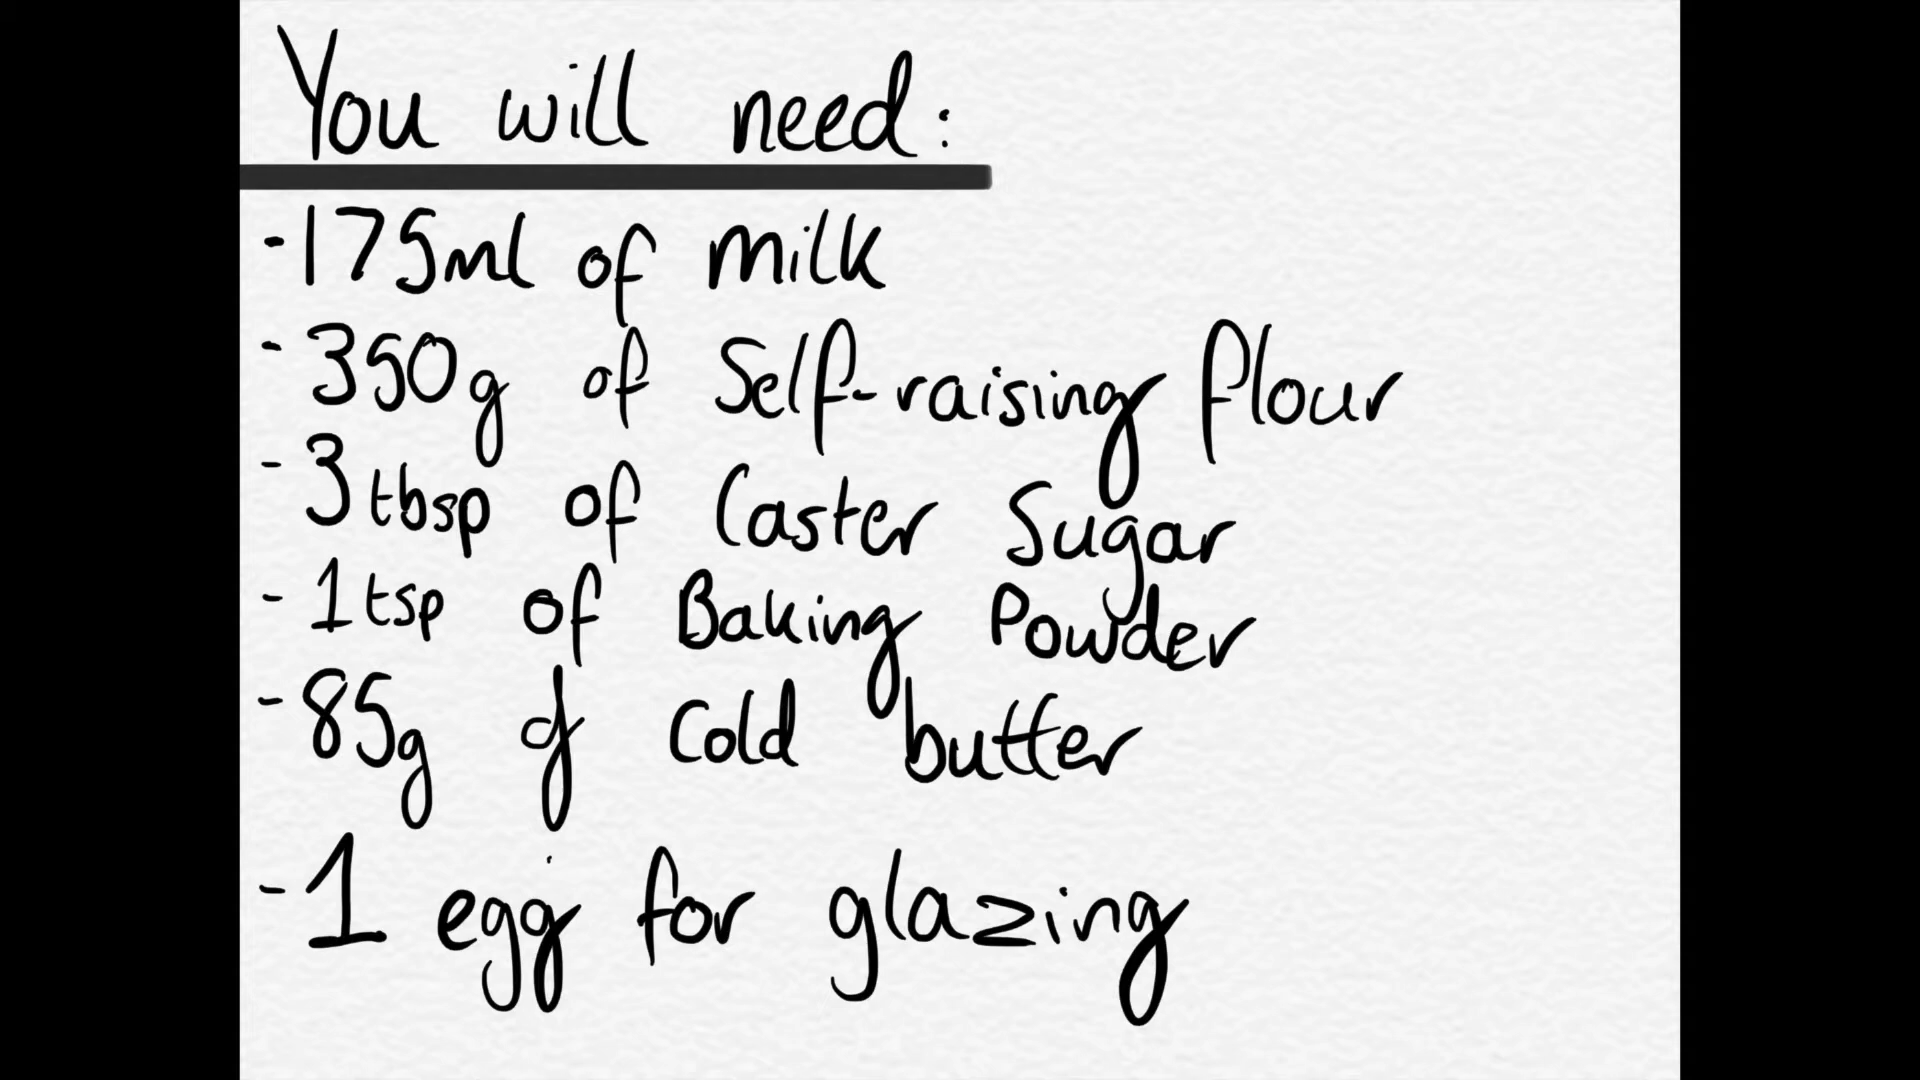 You will need:
-175ml of milk
- 350g of Self-raising flour
- 3tbsp of Caster Sugar
- 1tsp of Baking Powder
- 85g of Cold butter
- 1 egg for glazing